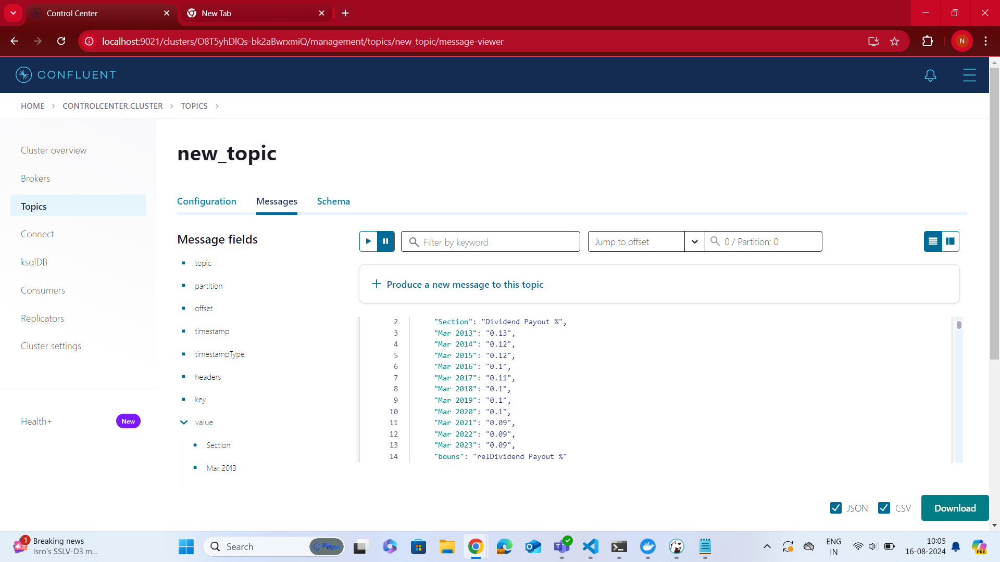 Control Center
New Tab
localhost:9021/clusters/O8T5yhDlQs-bk2aBwrxmiQ/management/topics/new_topic/message-viewer
N
CONFLUENT
HOME > CONTROLCENTER.CLUSTER > TOPICS >
Cluster overview
Brokers
Topics
Connect
ksqlDB
Consumers
Replicators
Cluster settings
Health+
New
new_topic
Configuration
Messages
Schema
Message fields
topic
partition
offset
timestamp
timestampType
headers
key
value
Section
Mar 2013
Filter by keyword
Jump to offset
0 / Partition: 0
+ Produce a new message to this topic
2 "Section": "Dividend Payout %",
3 "Mar 2013": "0.13",
4 "Mar 2014": "0.12",
5 "Mar 2015": "0.12",
6 "Mar 2016": "0.1",
7 "Mar 2017": "0.11",
8 "Mar 2018": "0.1",
9 "Mar 2019": "0.1",
10 "Mar 2020": "0.1",
11 "Mar 2021": "0.09",
12 "Mar 2022": "0.09",
13 "Mar 2023": "0.09",
14 "bouns": "relDividend Payout %"
JSON
CSV
Download
1
Breaking news
Isro's SSLV-D3 m...
Search
ENG
IN
10:05
16-08-2024
PRE